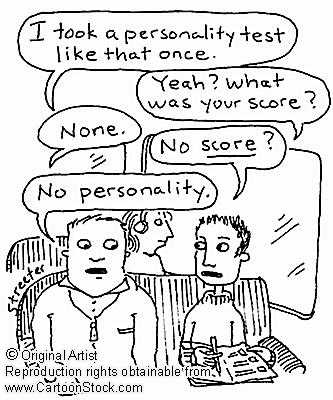 I took a personality test
like that once.
Yeah? What
was your score?
None.
No score?
No personality.
Streeter
© Original Artist
Reproduction rights obtainable from
www.CartoonStock.com